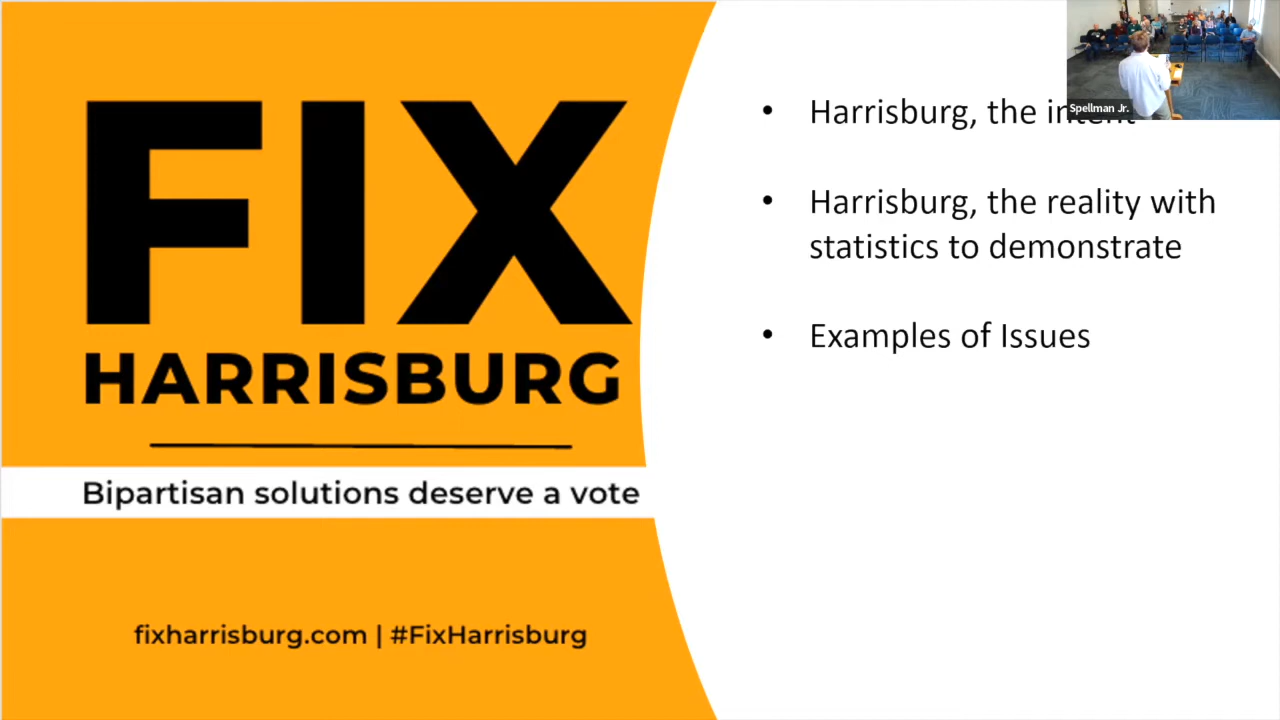 FIX
HARRISBURG
Bipartisan solutions deserve a vote
fixharrisburg.com | #FixHarrisburg
Spellman Jr.
• Harrisburg, the intent
• Harrisburg, the reality with
statistics to demonstrate
• Examples of Issues